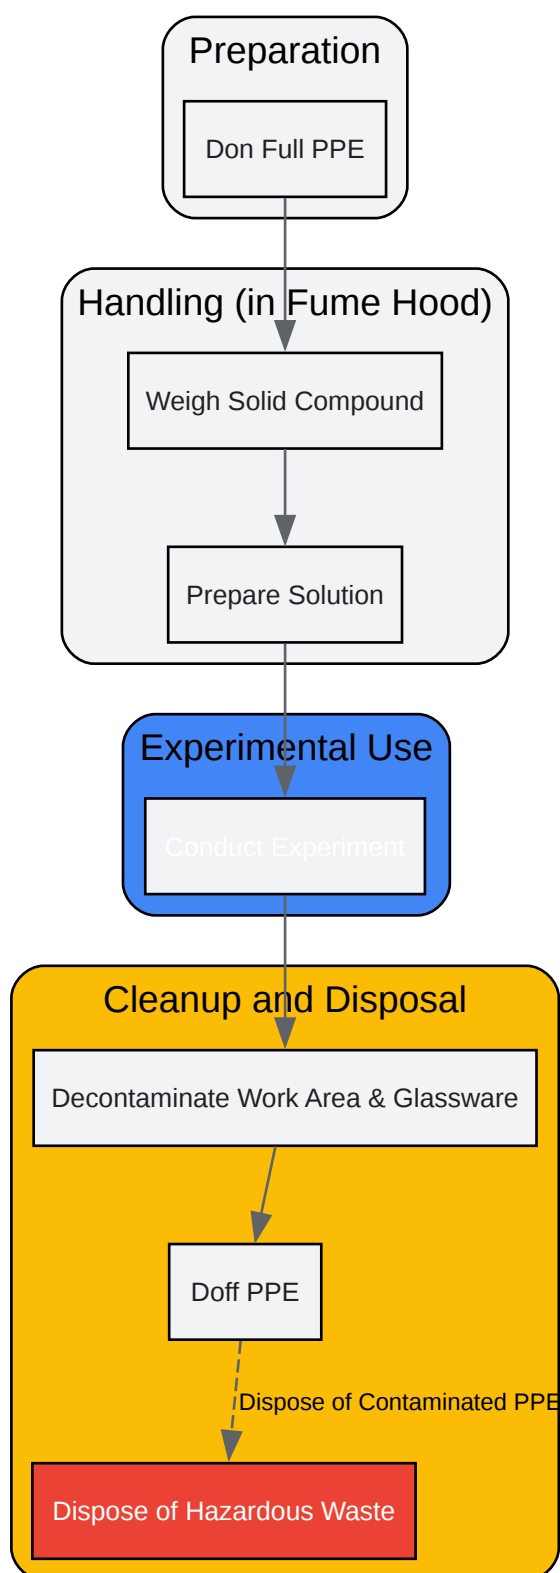 Preparation
Don Full PPE
Handling (in Fume Hood)
Weigh Solid Compound
Prepare Solution
Experimental Use
Conduct Experiment
Cleanup and Disposal
Decontaminate Work Area & Glassware
Doff PPE
Dispose of Contaminated PPE
Dispose of Hazardous Waste